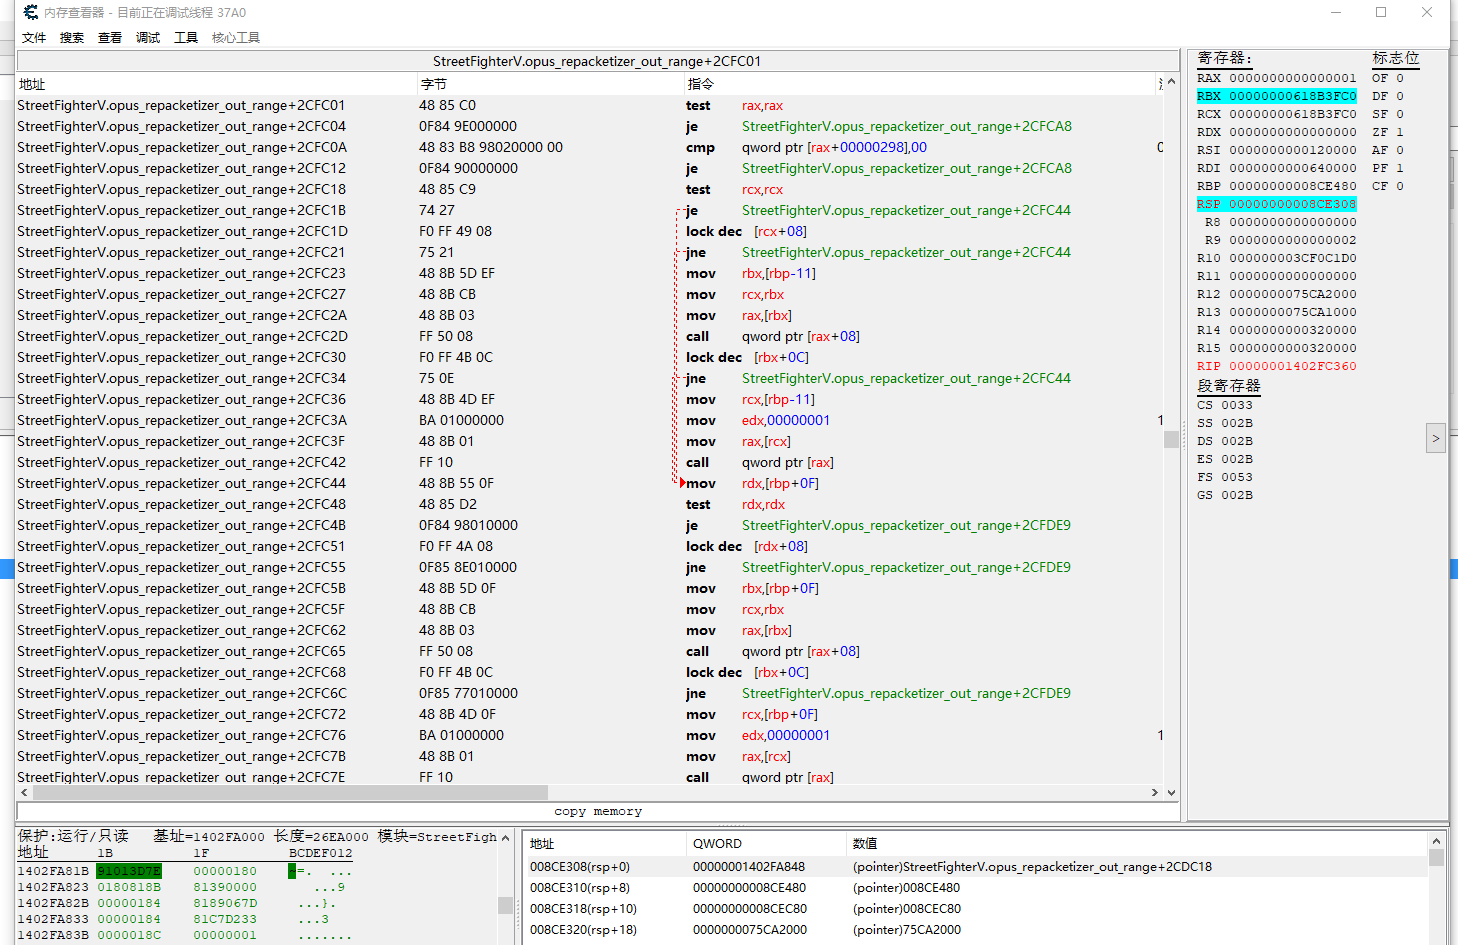 内存查看器 - 目前正在调试线程 37A0
文件 搜索 查看 调试 工具 核心工具
StreetFighterV.opus_repacketizer_out_range+2CFC01
地址 字节 指令
StreetFighterV.opus_repacketizer_out_range+2CFC01 48 85 C0 test rax,rax
StreetFighterV.opus_repacketizer_out_range+2CFC04 0F84 9E000000 je StreetFighterV.opus_repacketizer_out_range+2CFCA8
StreetFighterV.opus_repacketizer_out_range+2CFC0A 48 83 B8 98020000 00 cmp qword ptr [rax+00000298],00 0
StreetFighterV.opus_repacketizer_out_range+2CFC12 0F84 90000000 je StreetFighterV.opus_repacketizer_out_range+2CFCA8
StreetFighterV.opus_repacketizer_out_range+2CFC18 48 85 C9 test rcx,rcx
StreetFighterV.opus_repacketizer_out_range+2CFC1B 74 27 je StreetFighterV.opus_repacketizer_out_range+2CFC44
StreetFighterV.opus_repacketizer_out_range+2CFC1D F0 FF 49 08 lock dec [rcx+08]
StreetFighterV.opus_repacketizer_out_range+2CFC21 75 21 jne StreetFighterV.opus_repacketizer_out_range+2CFC44
StreetFighterV.opus_repacketizer_out_range+2CFC23 48 8B 5D EF mov rbx,[rbp-11]
StreetFighterV.opus_repacketizer_out_range+2CFC27 48 8B CB mov rcx,rbx
StreetFighterV.opus_repacketizer_out_range+2CFC2A 48 8B 03 mov rax,[rbx]
StreetFighterV.opus_repacketizer_out_range+2CFC2D FF 50 08 call qword ptr [rax+08]
StreetFighterV.opus_repacketizer_out_range+2CFC30 F0 FF 4B 0C lock dec [rbx+0C]
StreetFighterV.opus_repacketizer_out_range+2CFC34 75 0E jne StreetFighterV.opus_repacketizer_out_range+2CFC44
StreetFighterV.opus_repacketizer_out_range+2CFC36 48 8B 4D EF mov rcx,[rbp-11]
StreetFighterV.opus_repacketizer_out_range+2CFC3A BA 01000000 mov edx,00000001 1
StreetFighterV.opus_repacketizer_out_range+2CFC3F 48 8B 01 mov rax,[rcx]
StreetFighterV.opus_repacketizer_out_range+2CFC42 FF 10 call qword ptr [rax]
StreetFighterV.opus_repacketizer_out_range+2CFC44 48 8B 55 0F mov rdx,[rbp+0F]
StreetFighterV.opus_repacketizer_out_range+2CFC48 48 85 D2 test rdx,rdx
StreetFighterV.opus_repacketizer_out_range+2CFC4B 0F84 98010000 je StreetFighterV.opus_repacketizer_out_range+2CFDE9
StreetFighterV.opus_repacketizer_out_range+2CFC51 F0 FF 4A 08 lock dec [rdx+08]
StreetFighterV.opus_repacketizer_out_range+2CFC55 0F85 8E010000 jne StreetFighterV.opus_repacketizer_out_range+2CFDE9
StreetFighterV.opus_repacketizer_out_range+2CFC5B 48 8B 5D 0F mov rbx,[rbp+0F]
StreetFighterV.opus_repacketizer_out_range+2CFC5F 48 8B CB mov rcx,rbx
StreetFighterV.opus_repacketizer_out_range+2CFC62 48 8B 03 mov rax,[rbx]
StreetFighterV.opus_repacketizer_out_range+2CFC65 FF 50 08 call qword ptr [rax+08]
StreetFighterV.opus_repacketizer_out_range+2CFC68 F0 FF 4B 0C lock dec [rbx+0C]
StreetFighterV.opus_repacketizer_out_range+2CFC6C 0F85 77010000 jne StreetFighterV.opus_repacketizer_out_range+2CFDE9
StreetFighterV.opus_repacketizer_out_range+2CFC72 48 8B 4D 0F mov rcx,[rbp+0F]
StreetFighterV.opus_repacketizer_out_range+2CFC76 BA 01000000 mov edx,00000001 1
StreetFighterV.opus_repacketizer_out_range+2CFC7B 48 8B 01 mov rax,[rcx]
StreetFighterV.opus_repacketizer_out_range+2CFC7E FF 10 call qword ptr [rax]
copy memory
寄存器: 标志位
RAX 0000000000000001 OF 0
RBX 00000000618B3FC0 DF 0
RCX 00000000618B3FC0 SF 0
RDX 0000000000000000 ZF 1
RSI 0000000000120000 AF 0
RDI 0000000000640000 PF 1
RBP 00000000008CE480 CF 0
RSP 00000000008CE308
R8 0000000000000000
R9 0000000000000002
R10 000000003CF0C1D0
R11 0000000000000000
R12 0000000075CA2000
R13 0000000075CA1000
R14 0000000000320000
R15 0000000000320000
RIP 00000001402FC360
段寄存器
CS 0033
SS 002B
DS 002B
ES 002B
FS 0053
GS 002B
>
保护:运行/只读 基址=1402FA000 长度=26EA000 模块=StreetFigh
地址 1B 1F BCDEF012
1402FA81B 91013D7E 00000180 ~=. ...
1402FA823 0180818B 81390000 ...9
1402FA82B 00000184 8189067D ...}.
1402FA833 00000184 81C7D233 ...3
1402FA83B 0000018C 00000001 .......
地址 QWORD 数值
008CE308(rsp+0) 00000001402FA848 (pointer)StreetFighterV.opus_repacketizer_out_range+2CDC18
008CE310(rsp+8) 00000000008CE480 (pointer)008CE480
008CE318(rsp+10) 00000000008CEC80 (pointer)008CEC80
008CE320(rsp+18) 0000000075CA2000 (pointer)75CA2000